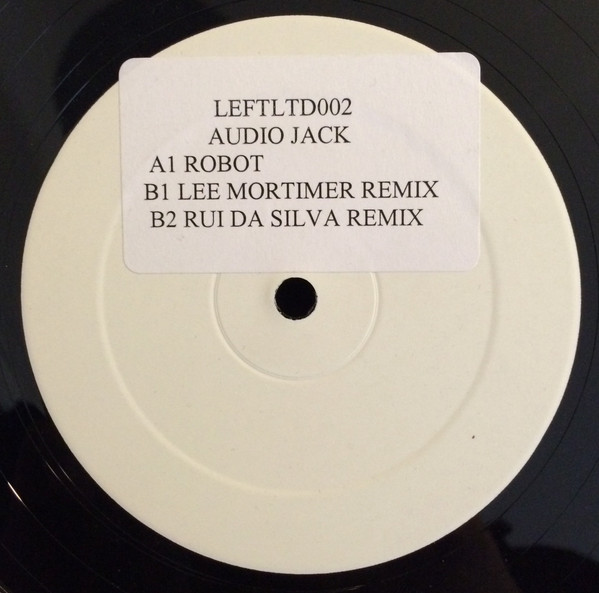 LEFTLTD002
AUDIO JACK
A1 ROBOT
B1 LEE MORTIMER REMIX
B2 RUI DA SILVA REMIX